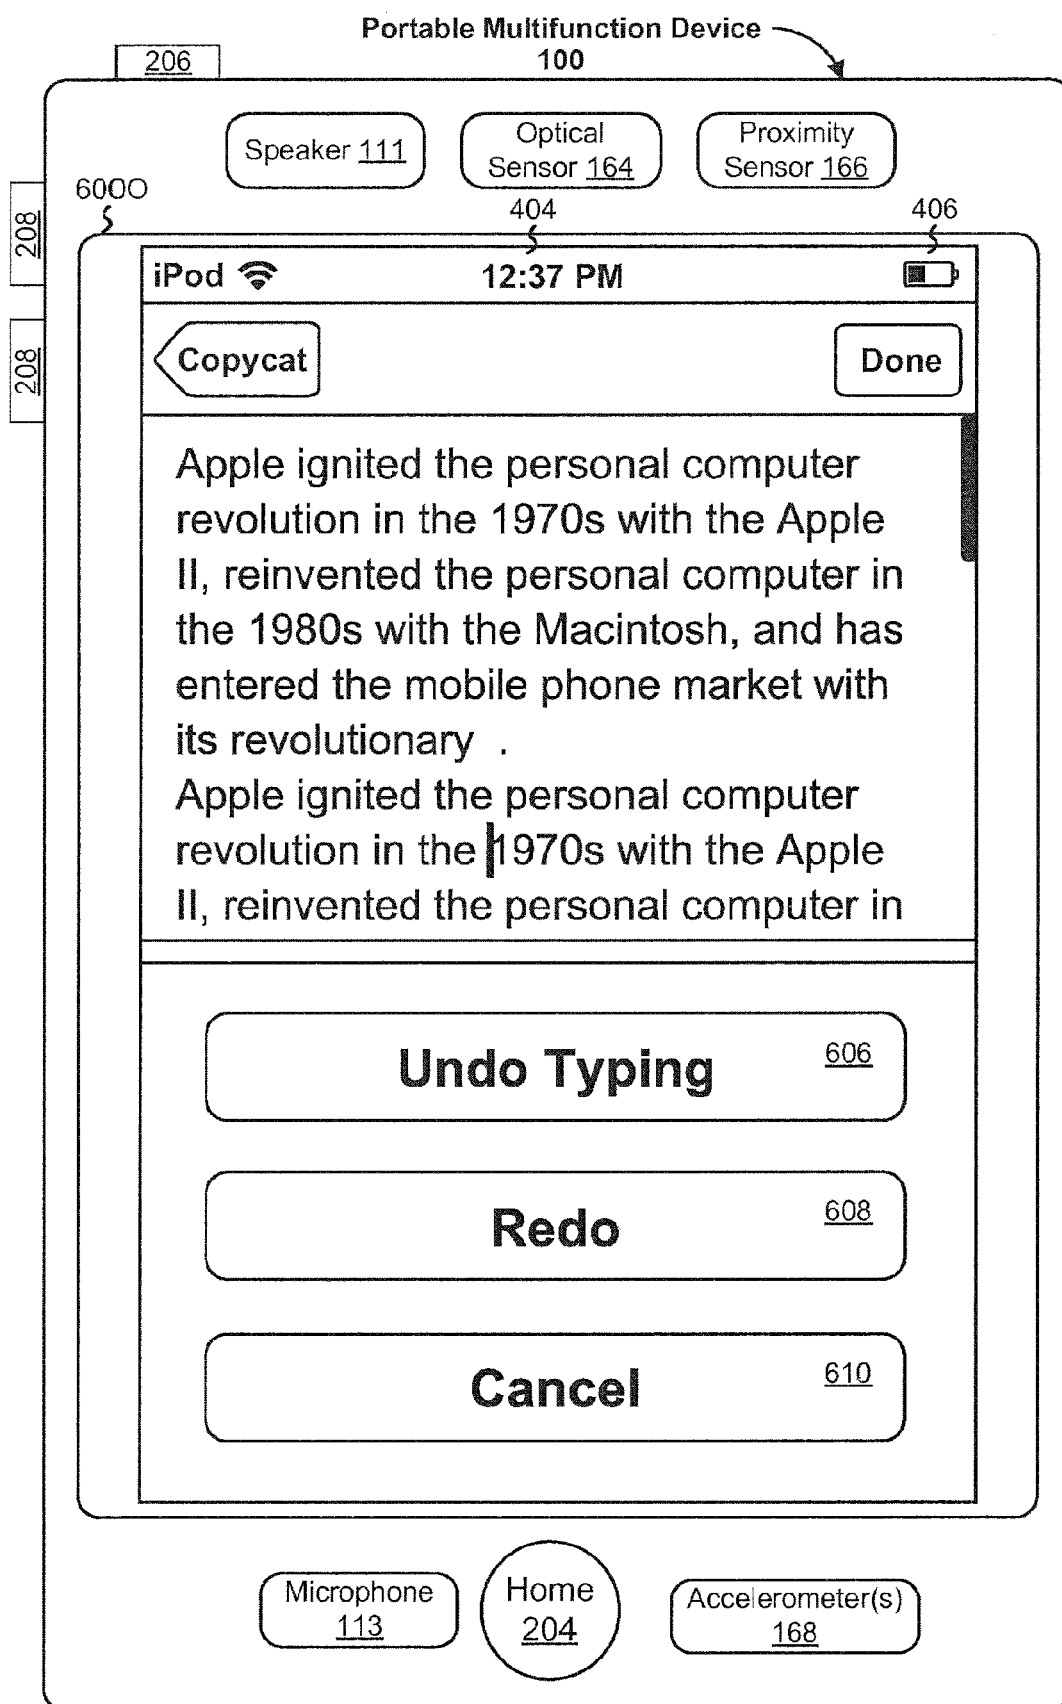 Portable Multifunction Device
100
206
Speaker 111
Optical
Sensor 164
Proximity
Sensor 166
208
208
6000
404
406
iPod
12:37 PM
Copycat
Done
Apple ignited the personal computer
revolution in the 1970s with the Apple
II, reinvented the personal computer in
the 1980s with the Macintosh, and has
entered the mobile phone market with
its revolutionary .
Apple ignited the personal computer
revolution in the 1970s with the Apple
II, reinvented the personal computer in
Undo Typing
606
Redo
608
Cancel
610
Microphone
113
Home
204
Accelerometer(s)
168